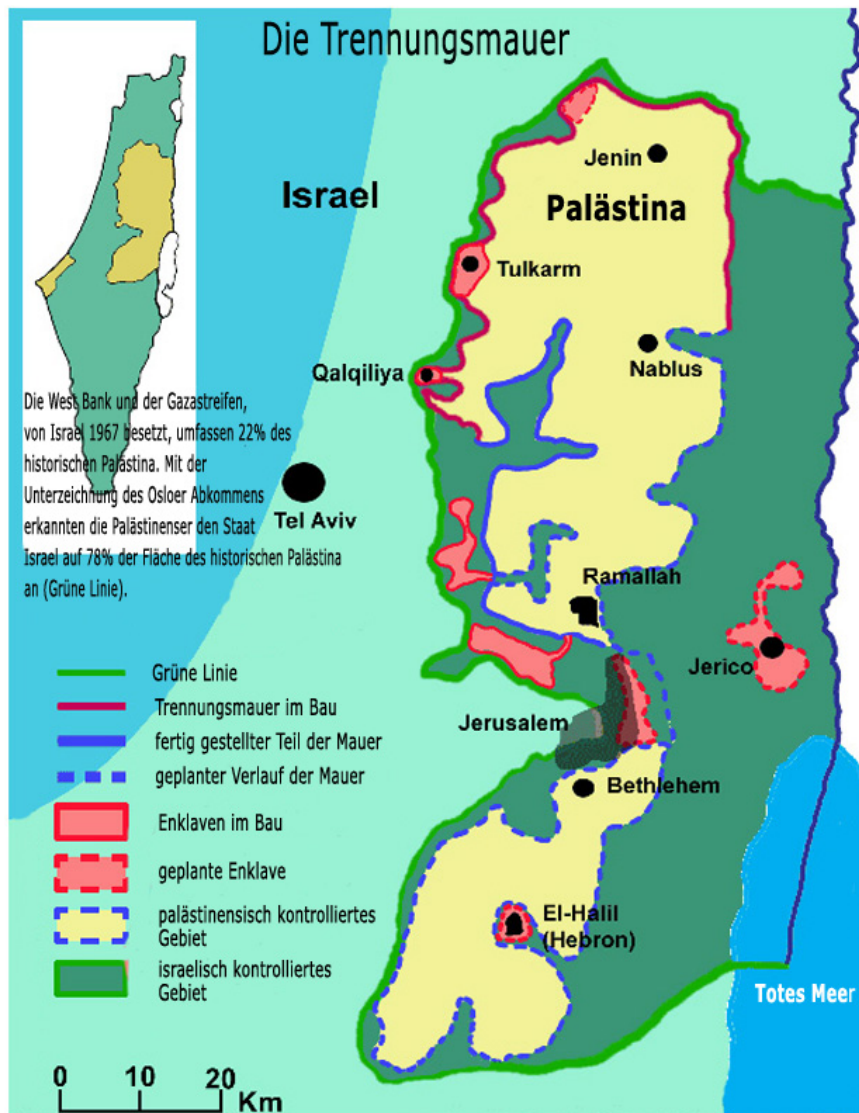 Die Trennungsmauer
Jenin
Israel
Palästina
Tulkarm
Nablus
Qalqiliya
Die West Bank und der Gazastreifen,
von Israel 1967 besetzt, umfassen 22% des
historischen Palästina. Mit der
Unterzeichnung des Osloer Abkommens
erkannten die Palästinenser den Staat
Israel auf 78% der Fläche des historischen Palästina
an (Grüne Linie).
Tel Aviv
Ramallah
Jerico
Jerusalem
Bethlehem
El-Halil
(Hebron)
Totes Meer
Grüne Linie
Trennungsmauer im Bau
fertig gestellter Teil der Mauer
geplanter Verlauf der Mauer
Enklaven im Bau
geplante Enklave
palästinensisch kontrolliertes
Gebiet
israelisch kontrolliertes
Gebiet
0 10 20
Km